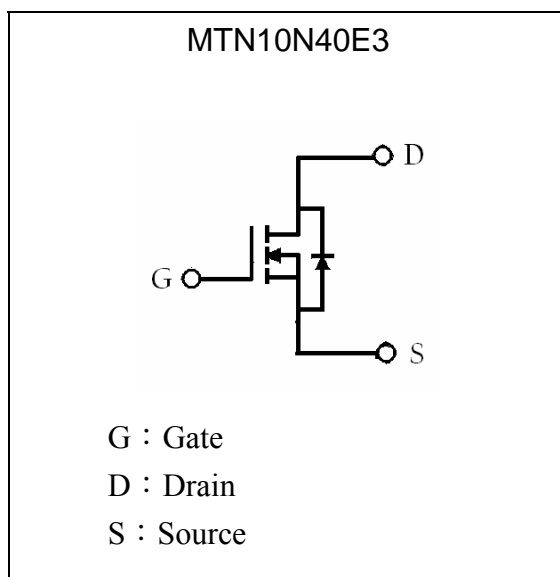 MTN10N40E3
D
G
S
G：Gate
D：Drain
S：Source